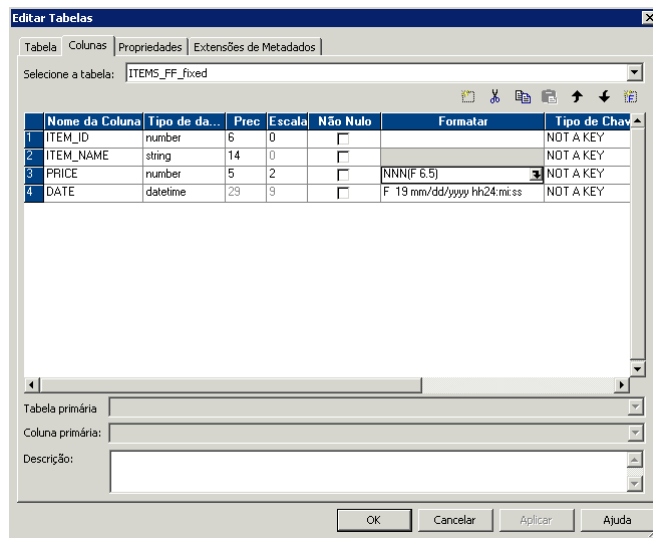 Editar Tabelas
Tabela Colunas Propriedades Extensões de Metadados
Selecione a tabela: ITEMS_FF_fixed
Nome da Coluna Tipo de da... Prec Escala Não Nulo Formatar Tipo de Chav
1 ITEM_ID number 6 0 NOT A KEY
2 ITEM_NAME string 14 0 NOT A KEY
3 PRICE number 5 2 NNN(F 6.5) NOT A KEY
4 DATE datetime 29 9 F 19 mm/dd/yyyy hh24:mi:ss NOT A KEY
Tabela primária
Coluna primária:
Descrição:
OK Cancelar Aplicar Ajuda